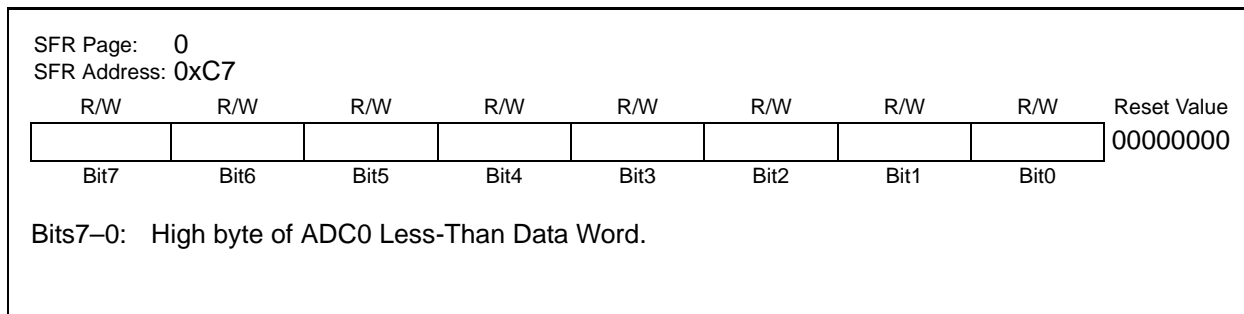 SFR Page: 0
SFR Address: 0xC7
R/W R/W R/W R/W R/W R/W R/W R/W Reset Value
00000000
Bit7 Bit6 Bit5 Bit4 Bit3 Bit2 Bit1 Bit0
Bits7–0: High byte of ADC0 Less-Than Data Word.